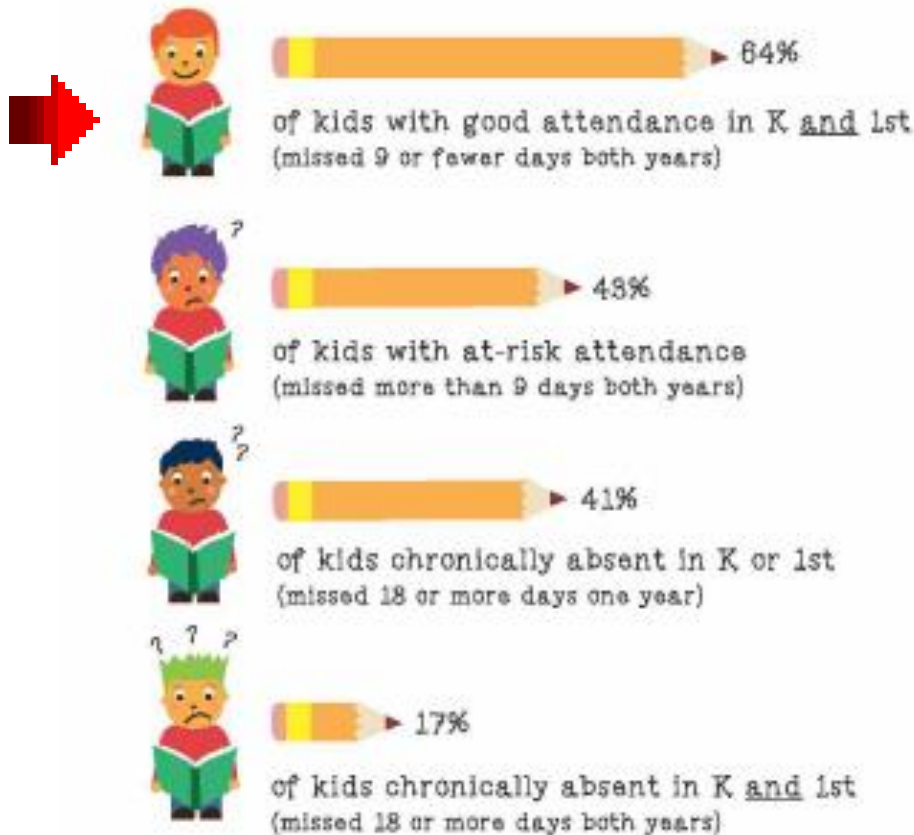 64%
of kids with good attendance in K and 1st
(missed 9 or fewer days both years)
?
43%
of kids with at-risk attendance
(missed more than 9 days both years)
?
?
41%
of kids chronically absent in K or 1st
(missed 18 or more days one year)
? ? ?
17%
of kids chronically absent in K and 1st
(missed 18 or more days both years)